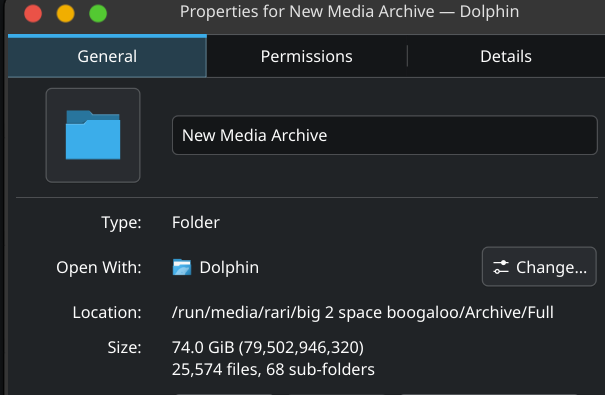 Properties for New Media Archive — Dolphin
General
Permissions
Details
New Media Archive
Type: Folder
Open With: Dolphin Change...
Location: /run/media/rari/big 2 space boogaloo/Archive/Full
Size: 74.0 GiB (79,502,946,320)
25,574 files, 68 sub-folders